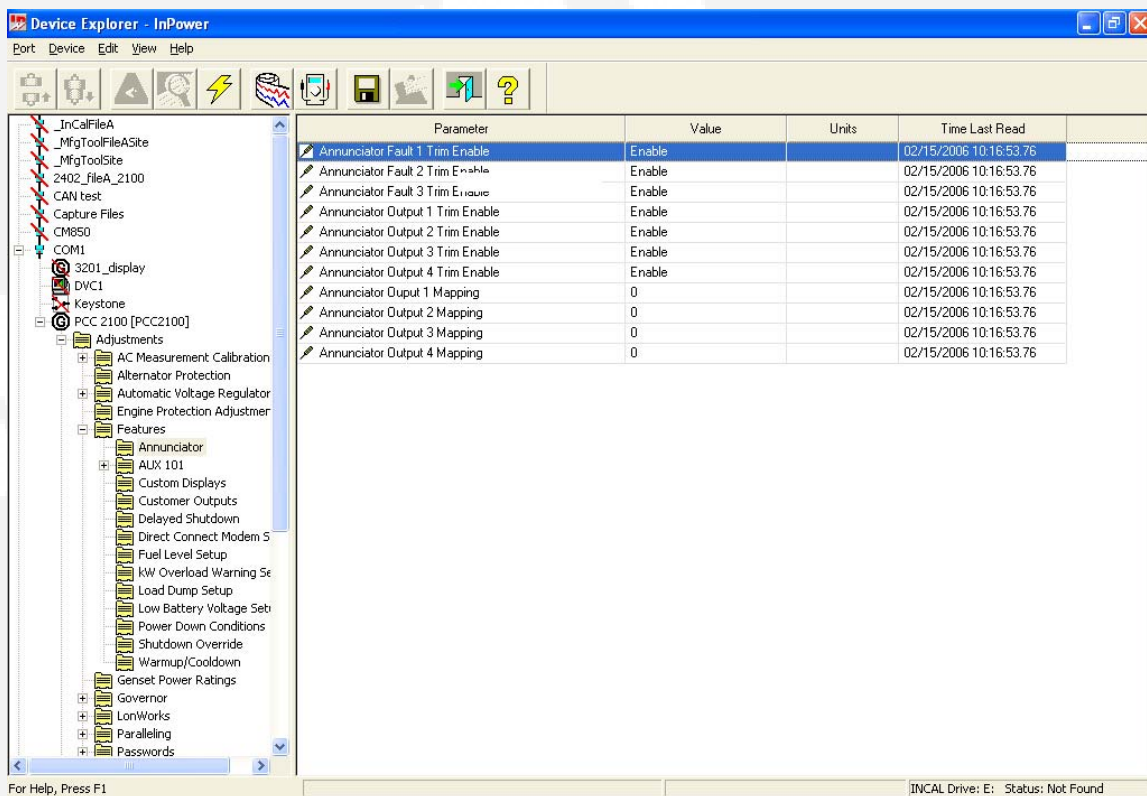 Device Explorer - InPower
Port Device Edit View Help
_InCalFileA
_MfgToolFileASite
_MfgToolSite
2402_fileA_2100
CAN test
Capture Files
CM850
COM1
3201_display
DVC1
Keystone
PCC 2100 [PCC2100]
Adjustments
AC Measurement Calibration
Alternator Protection
Automatic Voltage Regulator
Engine Protection Adjustmer
Features
Annunciator
AUX 101
Custom Displays
Customer Outputs
Delayed Shutdown
Direct Connect Modem S
Fuel Level Setup
kW Overload Warning Se
Load Dump Setup
Low Battery Voltage Setu
Power Down Conditions
Shutdown Override
Warmup/Cooldown
Genset Power Ratings
Governor
LonWorks
Paralleling
Passwords
Parameter Value Units Time Last Read
Annunciator Fault 1 Trim Enable Enable 02/15/2006 10:16:53.76
Annunciator Fault 2 Trim Enable Enable 02/15/2006 10:16:53.76
Annunciator Fault 3 Trim Enable Enable 02/15/2006 10:16:53.76
Annunciator Output 1 Trim Enable Enable 02/15/2006 10:16:53.76
Annunciator Output 2 Trim Enable Enable 02/15/2006 10:16:53.76
Annunciator Output 3 Trim Enable Enable 02/15/2006 10:16:53.76
Annunciator Output 4 Trim Enable Enable 02/15/2006 10:16:53.76
Annunciator Ouput 1 Mapping 0 02/15/2006 10:16:53.76
Annunciator Output 2 Mapping 0 02/15/2006 10:16:53.76
Annunciator Output 3 Mapping 0 02/15/2006 10:16:53.76
Annunciator Output 4 Mapping 0 02/15/2006 10:16:53.76
For Help, Press F1
INCAL Drive: E: Status: Not Found